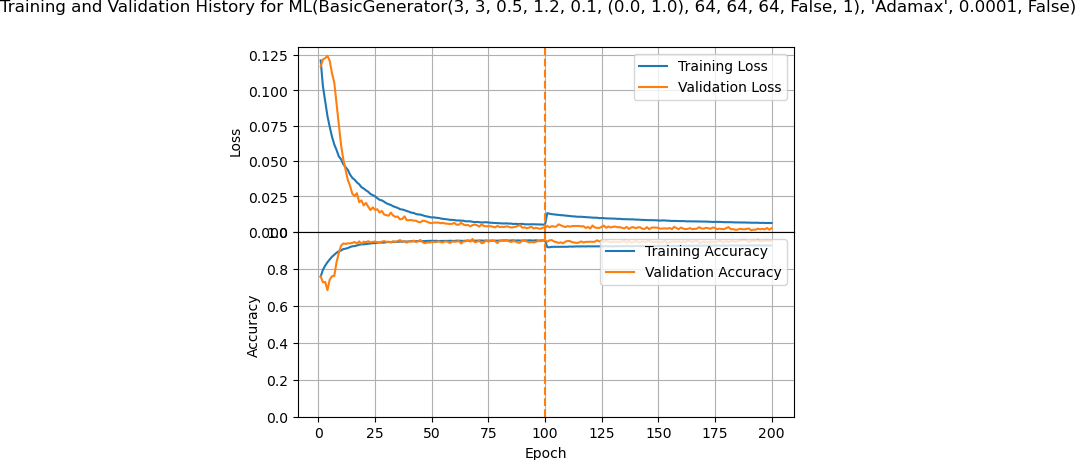 Training and Validation History for ML(BasicGenerator(3, 3, 0.5, 1.2, 0.1, (0.0, 1.0), 64, 64, 64, False, 1), 'Adamax', 0.0001, False)
0.125
0.100
0.075
0.050
0.025
0.000
Loss
Training Loss
Validation Loss
1.0
0.8
0.6
0.4
0.2
0.0
Accuracy
Training Accuracy
Validation Accuracy
0 25 50 75 100 125 150 175 200
Epoch